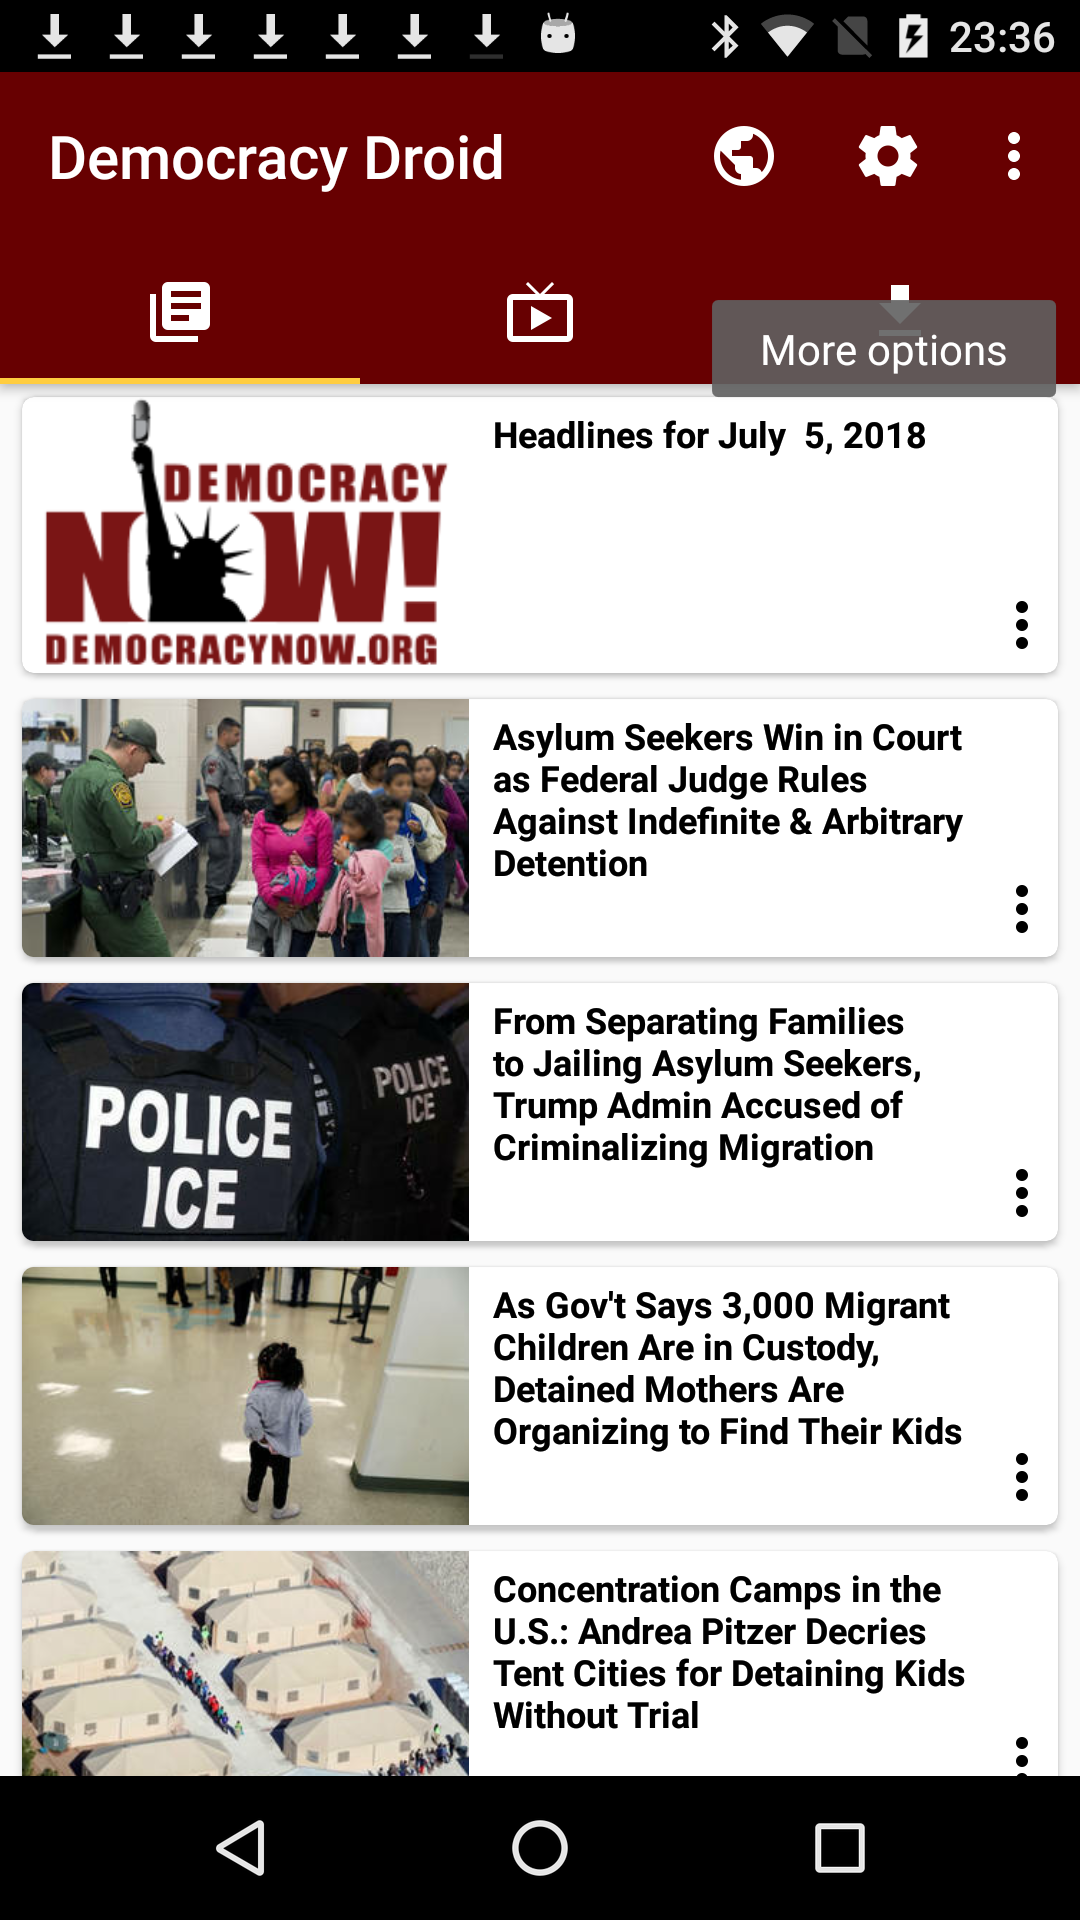 23:36
Democracy Droid
More options
DEMOCRACY
NOW!
DEMOCRACYNOW.ORG
Headlines for July  5, 2018
Asylum Seekers Win in Court
as Federal Judge Rules
Against Indefinite & Arbitrary
Detention
POLICE
ICE
POLICE
ICE
From Separating Families
to Jailing Asylum Seekers,
Trump Admin Accused of
Criminalizing Migration
As Gov't Says 3,000 Migrant
Children Are in Custody,
Detained Mothers Are
Organizing to Find Their Kids
Concentration Camps in the
U.S.: Andrea Pitzer Decries
Tent Cities for Detaining Kids
Without Trial